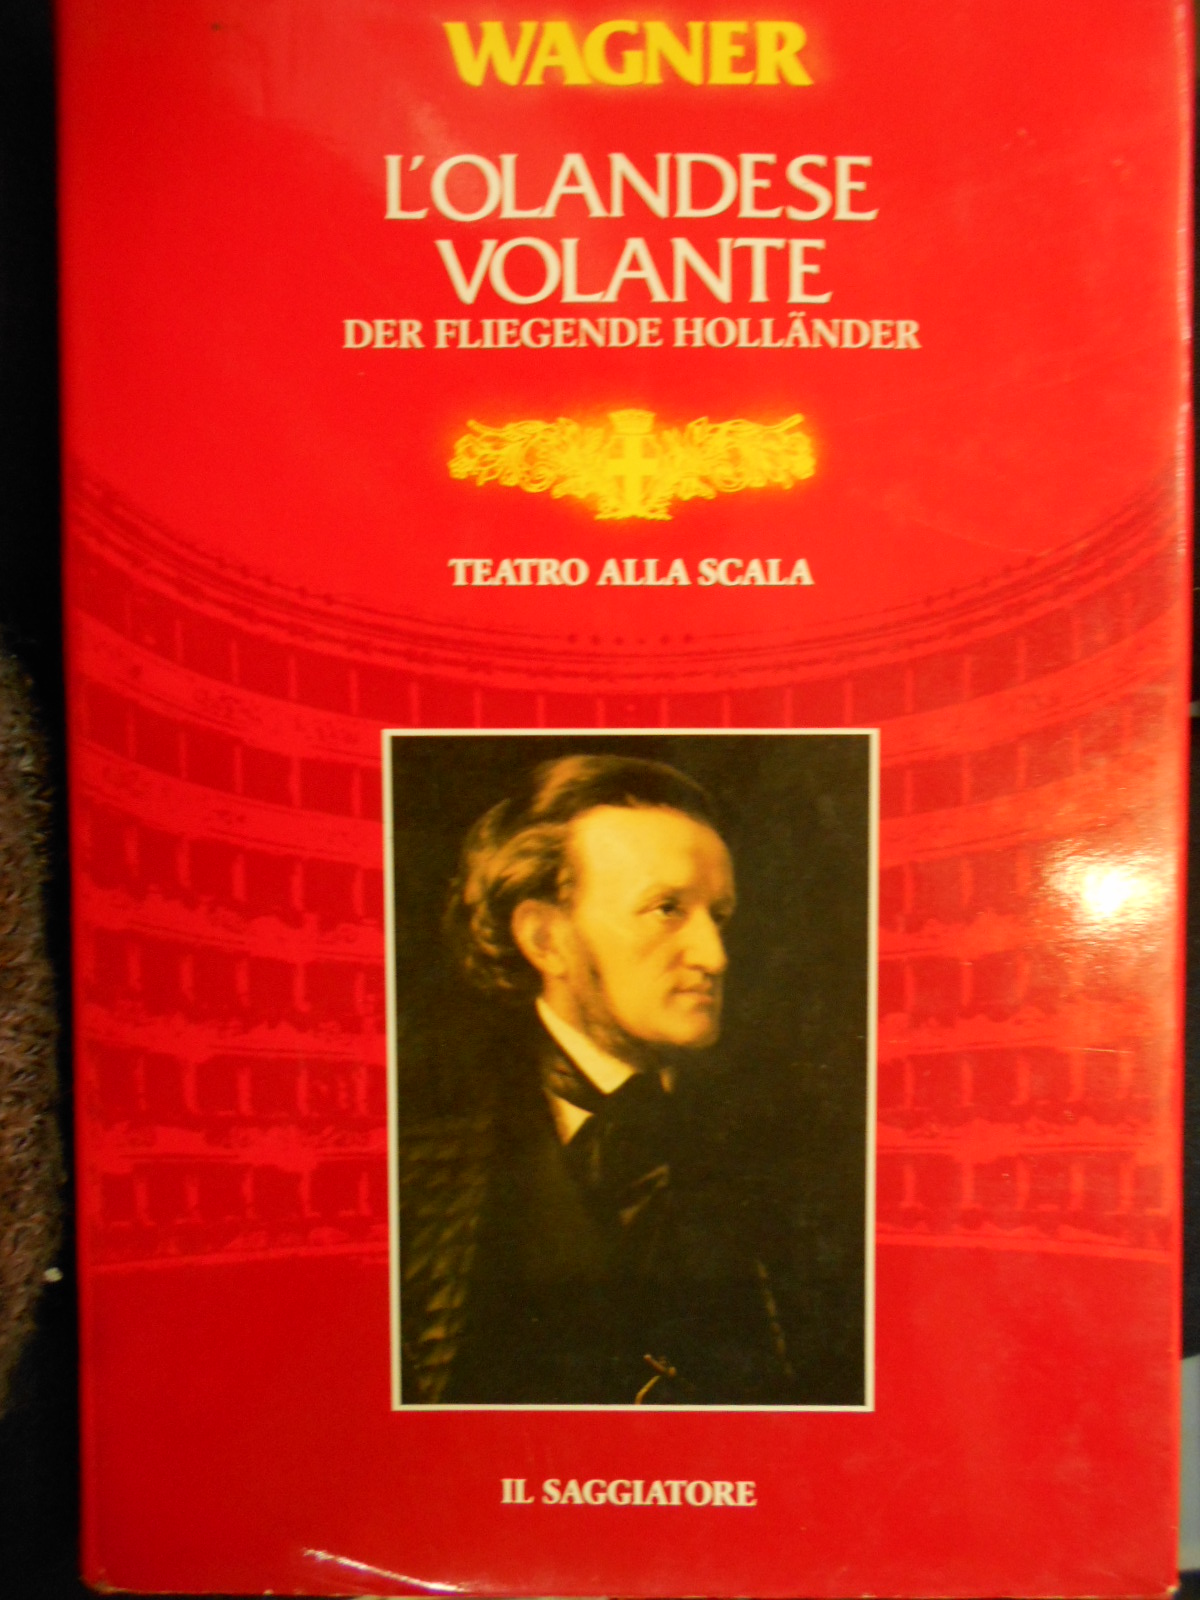 WAGNER
L'OLANDESE
VOLANTE
DER FLIEGENDE HOLLÄNDER
TEATRO ALLA SCALA
IL SAGGIATORE